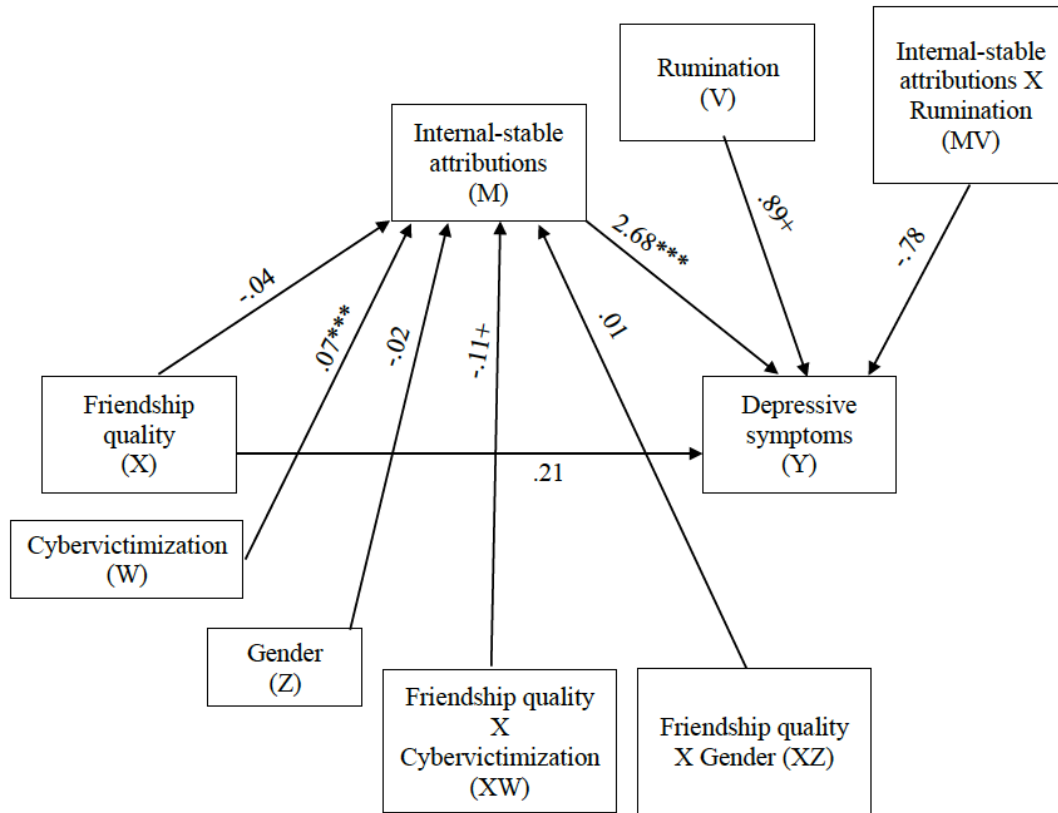 Rumination
(V)
Internal-stable
attributions X
Rumination
(MV)
Internal-stable
attributions
(M)
.89+
2.68***
-.78
-.04
.07***
-.02
-.11+
.01
Friendship
quality
(X)
Depressive
symptoms
(Y)
.21
Cybervictimization
(W)
Gender
(Z)
Friendship quality
X
Cybervictimization
(XW)
Friendship quality
X Gender (XZ)